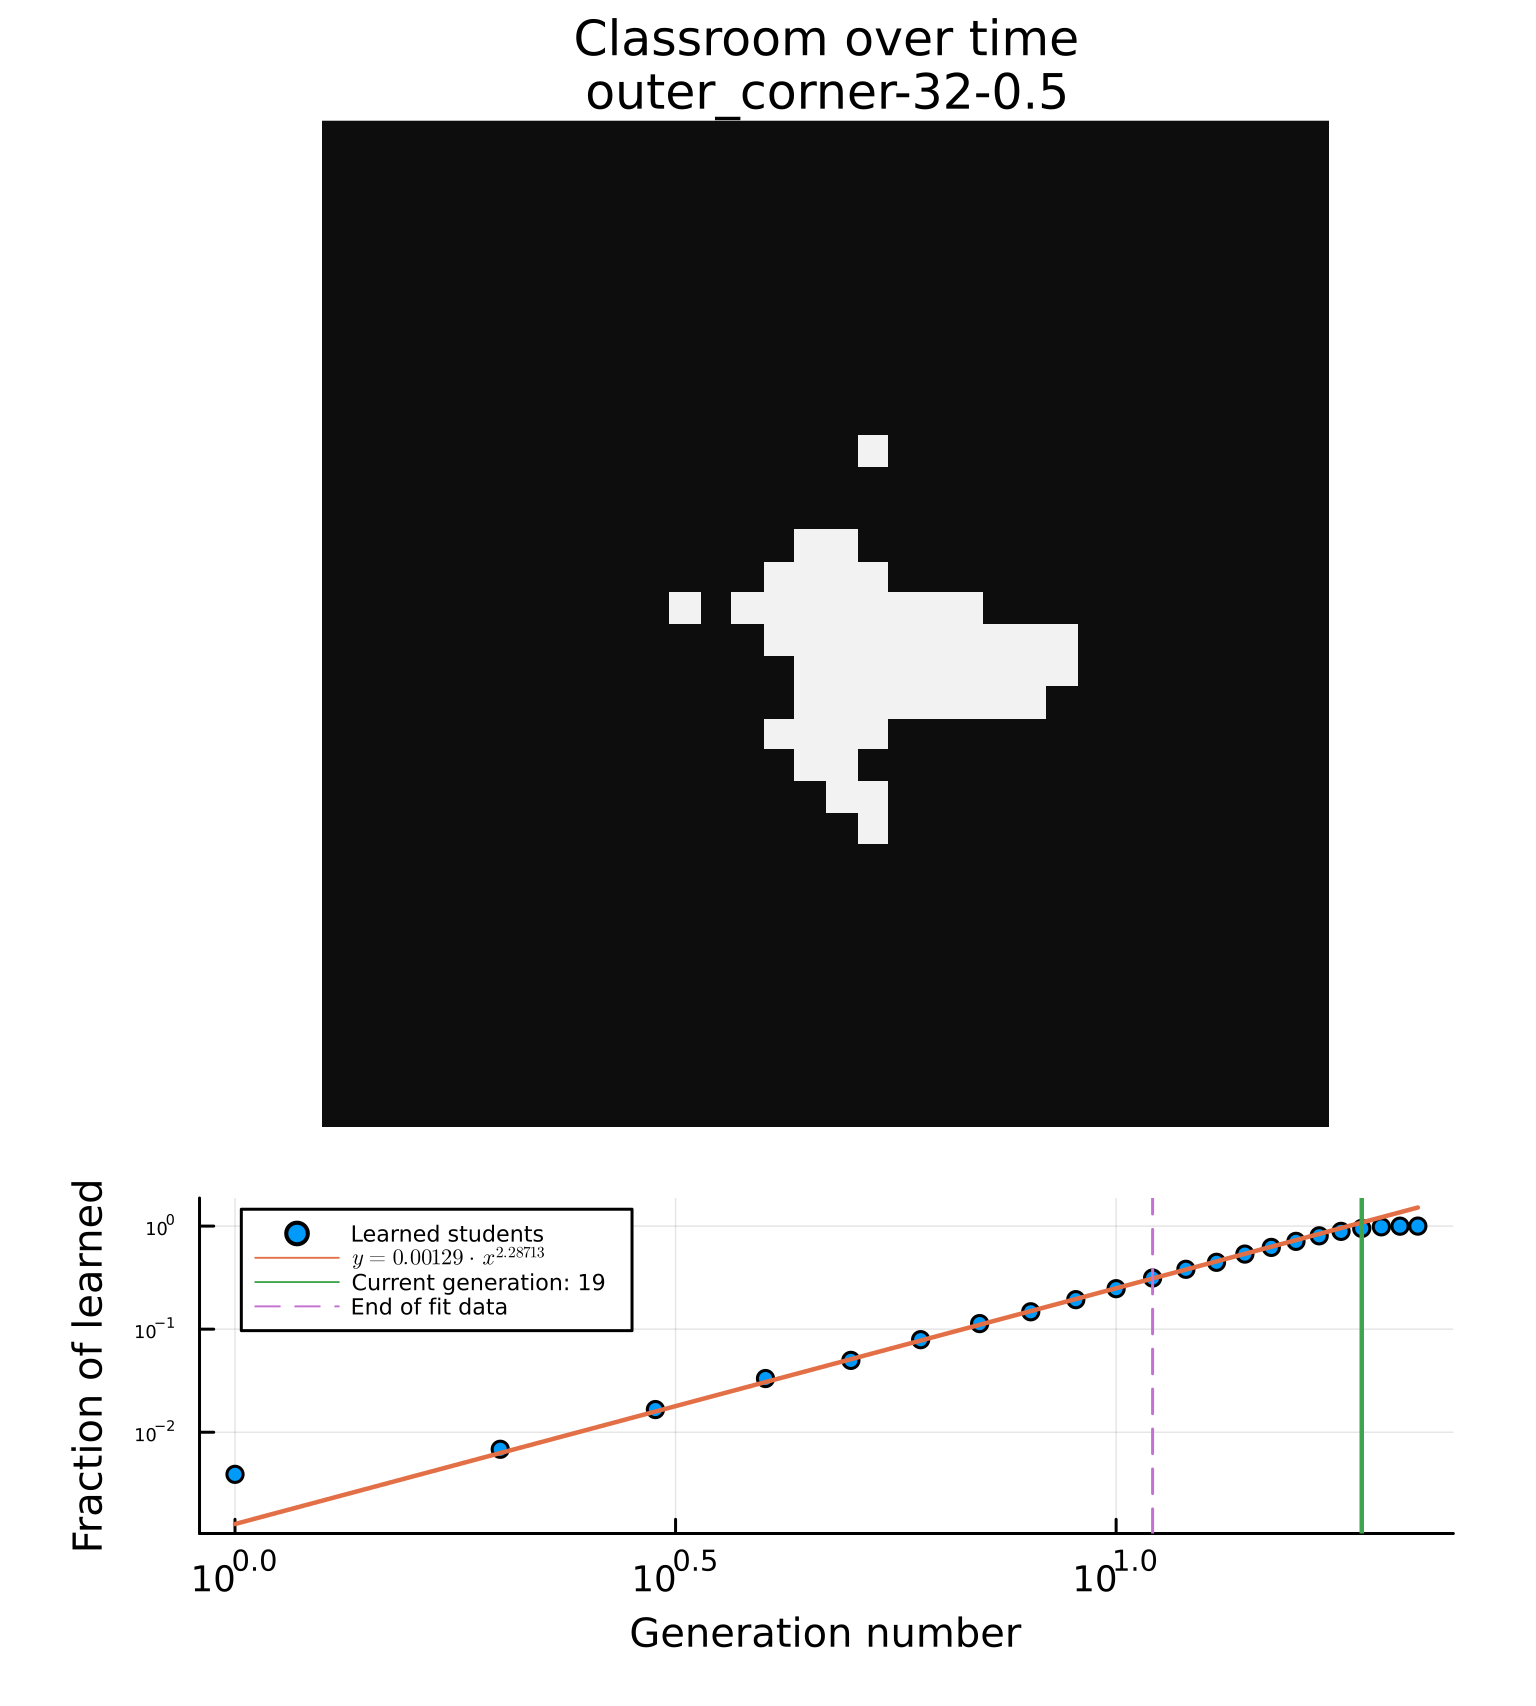 Classroom over time
outer_corner-32-0.5
Fraction of learned
10^0
10^−1
10^−2
Learned students
y = 0.00129 · x^2.28713
Current generation: 19
End of fit data
10^0.0 10^0.5 10^1.0
Generation number